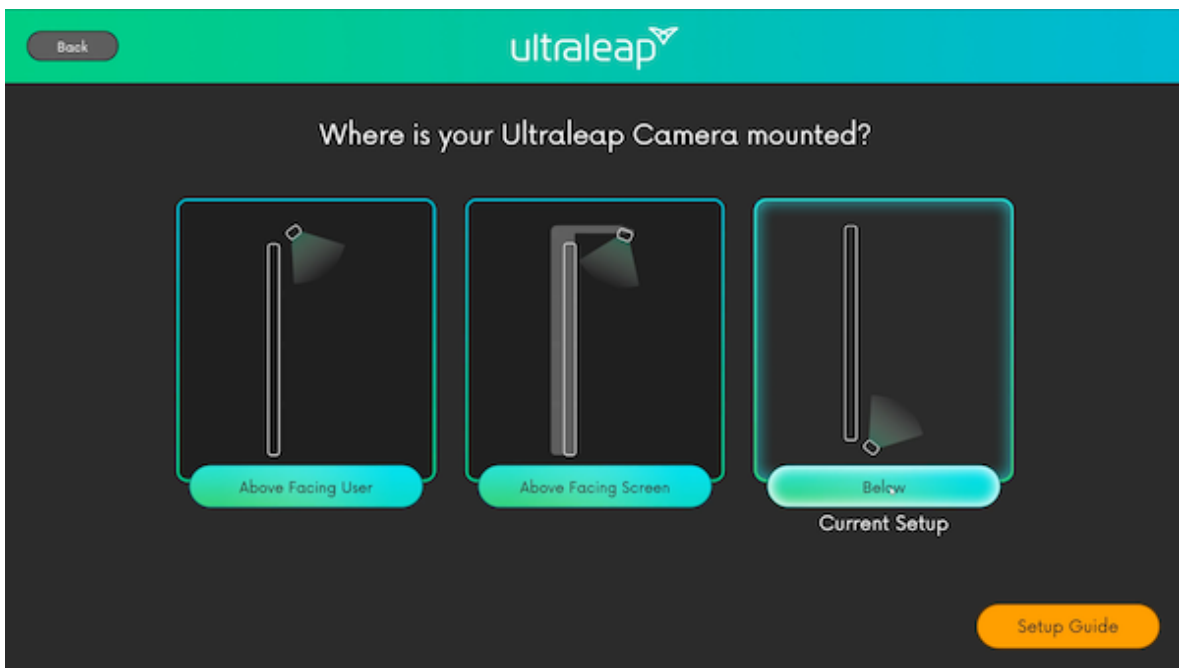 Back
ultraleap
Where is your Ultraleap Camera mounted?
Above Facing User
Above Facing Screen
Below
Current Setup
Setup Guide